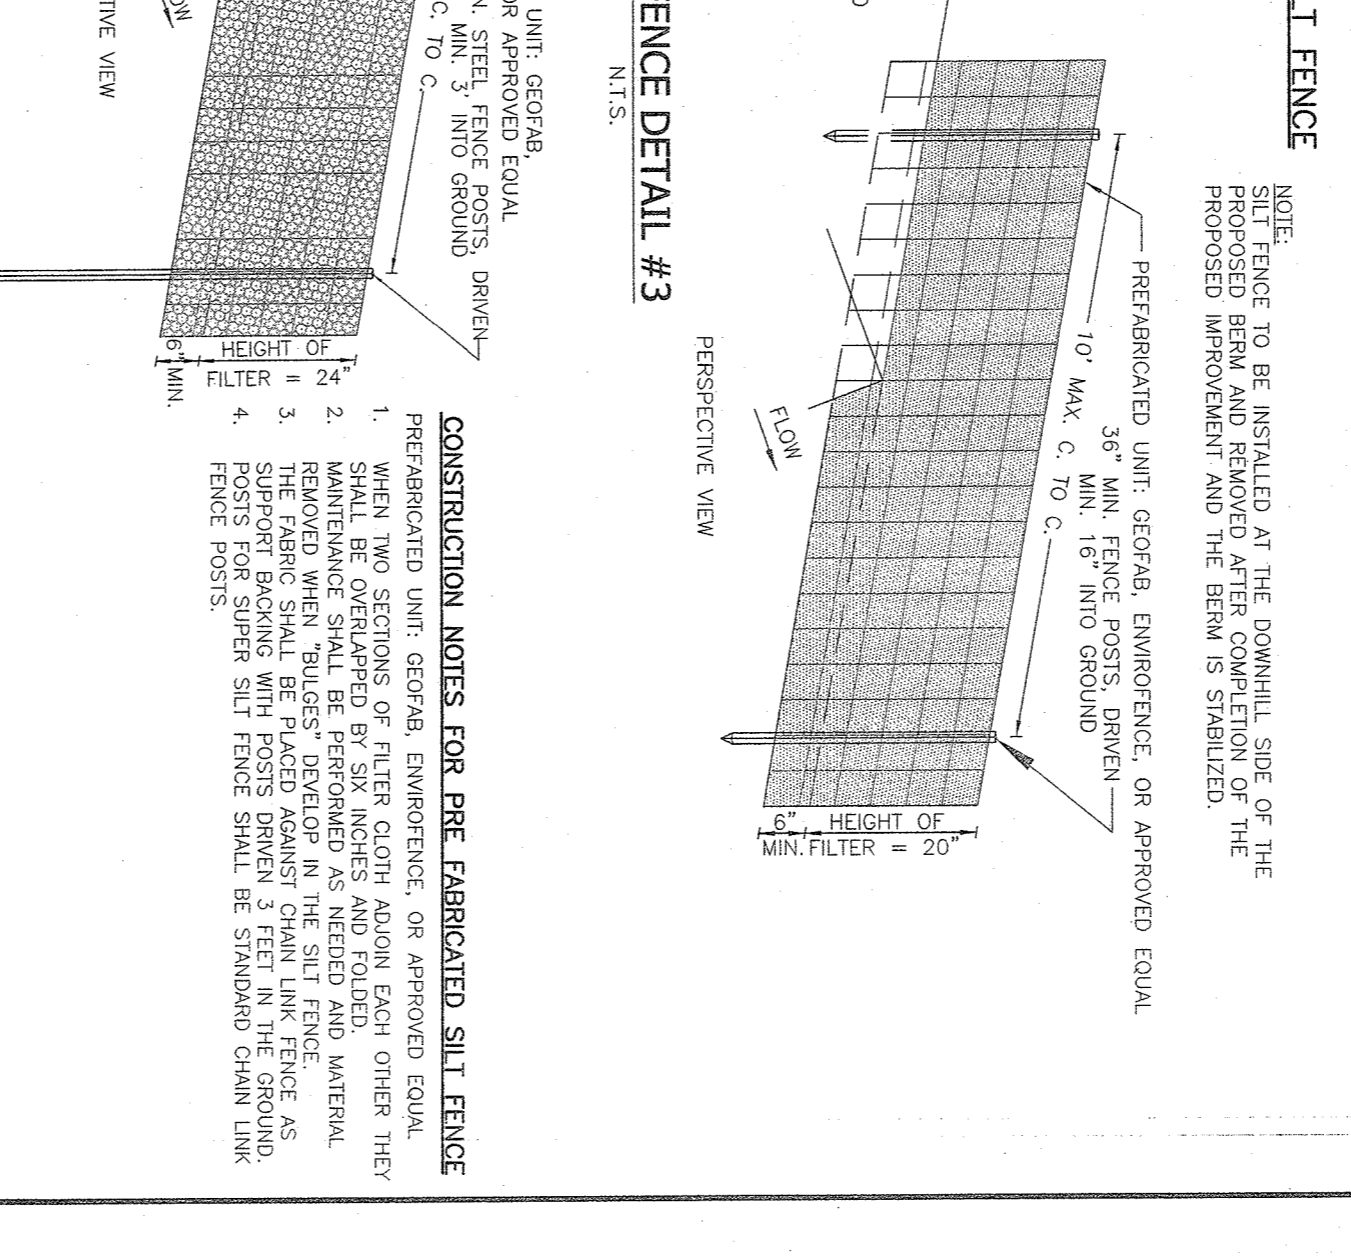 LT FENCE
NOTE:
SILT FENCE TO BE INSTALLED AT THE DOWNHILL SIDE OF THE
PROPOSED BERM AND REMOVED AFTER COMPLETION OF THE
PROPOSED IMPROVEMENT AND THE BERM IS STABILIZED.
PREFABRICATED UNIT: GEOFAB, ENVIROFENCE, OR APPROVED EQUAL
36" MIN. FENCE POSTS, DRIVEN
MIN. 16" INTO GROUND
10' MAX. C. TO C.
FLOW
HEIGHT OF
FILTER = 20"
6"
MIN.
PERSPECTIVE VIEW
FENCE DETAIL #3
N.T.S.
UNIT: GEOFAB,
OR APPROVED EQUAL
N. STEEL FENCE POSTS, DRIVEN
MIN. 3' INTO GROUND
C. TO C.
HEIGHT OF
FILTER = 24"
6" MIN.
OW
TIVE VIEW
CONSTRUCTION NOTES FOR PRE FABRICATED SILT FENCE
PREFABRICATED UNIT: GEOFAB, ENVIROFENCE, OR APPROVED EQUAL
1. WHEN TWO SECTIONS OF FILTER CLOTH ADJOIN EACH OTHER THEY
SHALL BE OVERLAPPED BY SIX INCHES AND FOLDED.
2. MAINTENANCE SHALL BE PERFORMED AS NEEDED AND MATERIAL
REMOVED WHEN "BULGES" DEVELOP IN THE SILT FENCE.
3. THE FABRIC SHALL BE PLACED AGAINST CHAIN LINK FENCE AS
SUPPORT BACKING WITH POSTS DRIVEN 3 FEET IN THE GROUND.
4. POSTS FOR SUPER SILT FENCE SHALL BE STANDARD CHAIN LINK
FENCE POSTS.